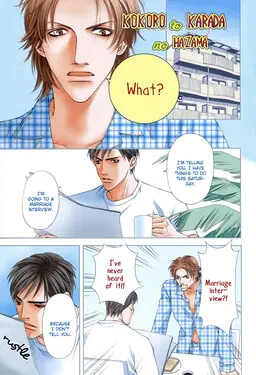 KOKORO to KARADA
no HAZAMA
What?
I'M TELLING
YOU, I HAVE
THINGS TO DO
THIS SATUR-
DAY.
I'M
GOING TO A
MARRIAGE
INTERVIEW.
Marriage
Inter-
view?!
I've
never
heard
of it!!
BECAUSE
I DON'T
TELL YOU.
rustle